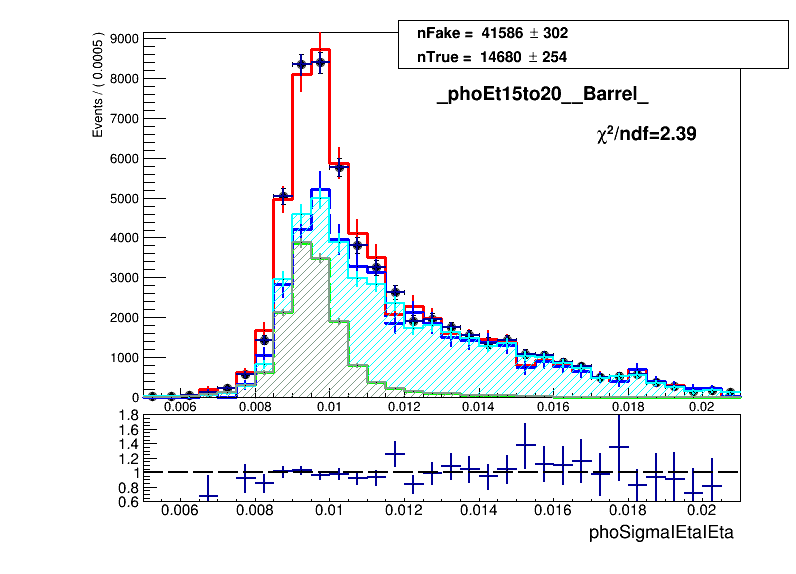 nFake = 41586 ± 302
nTrue = 14680 ± 254
_phoEt15to20__Barrel_
χ²/ndf=2.39
Events / ( 0.0005 )
9000
8000
7000
6000
5000
4000
3000
2000
1000
0
0.006 0.008 0.01 0.012 0.014 0.016 0.018 0.02
1.8
1.6
1.4
1.2
1
0.8
0.6
0.006 0.008 0.01 0.012 0.014 0.016 0.018 0.02
phoSigmaIEtaIEta